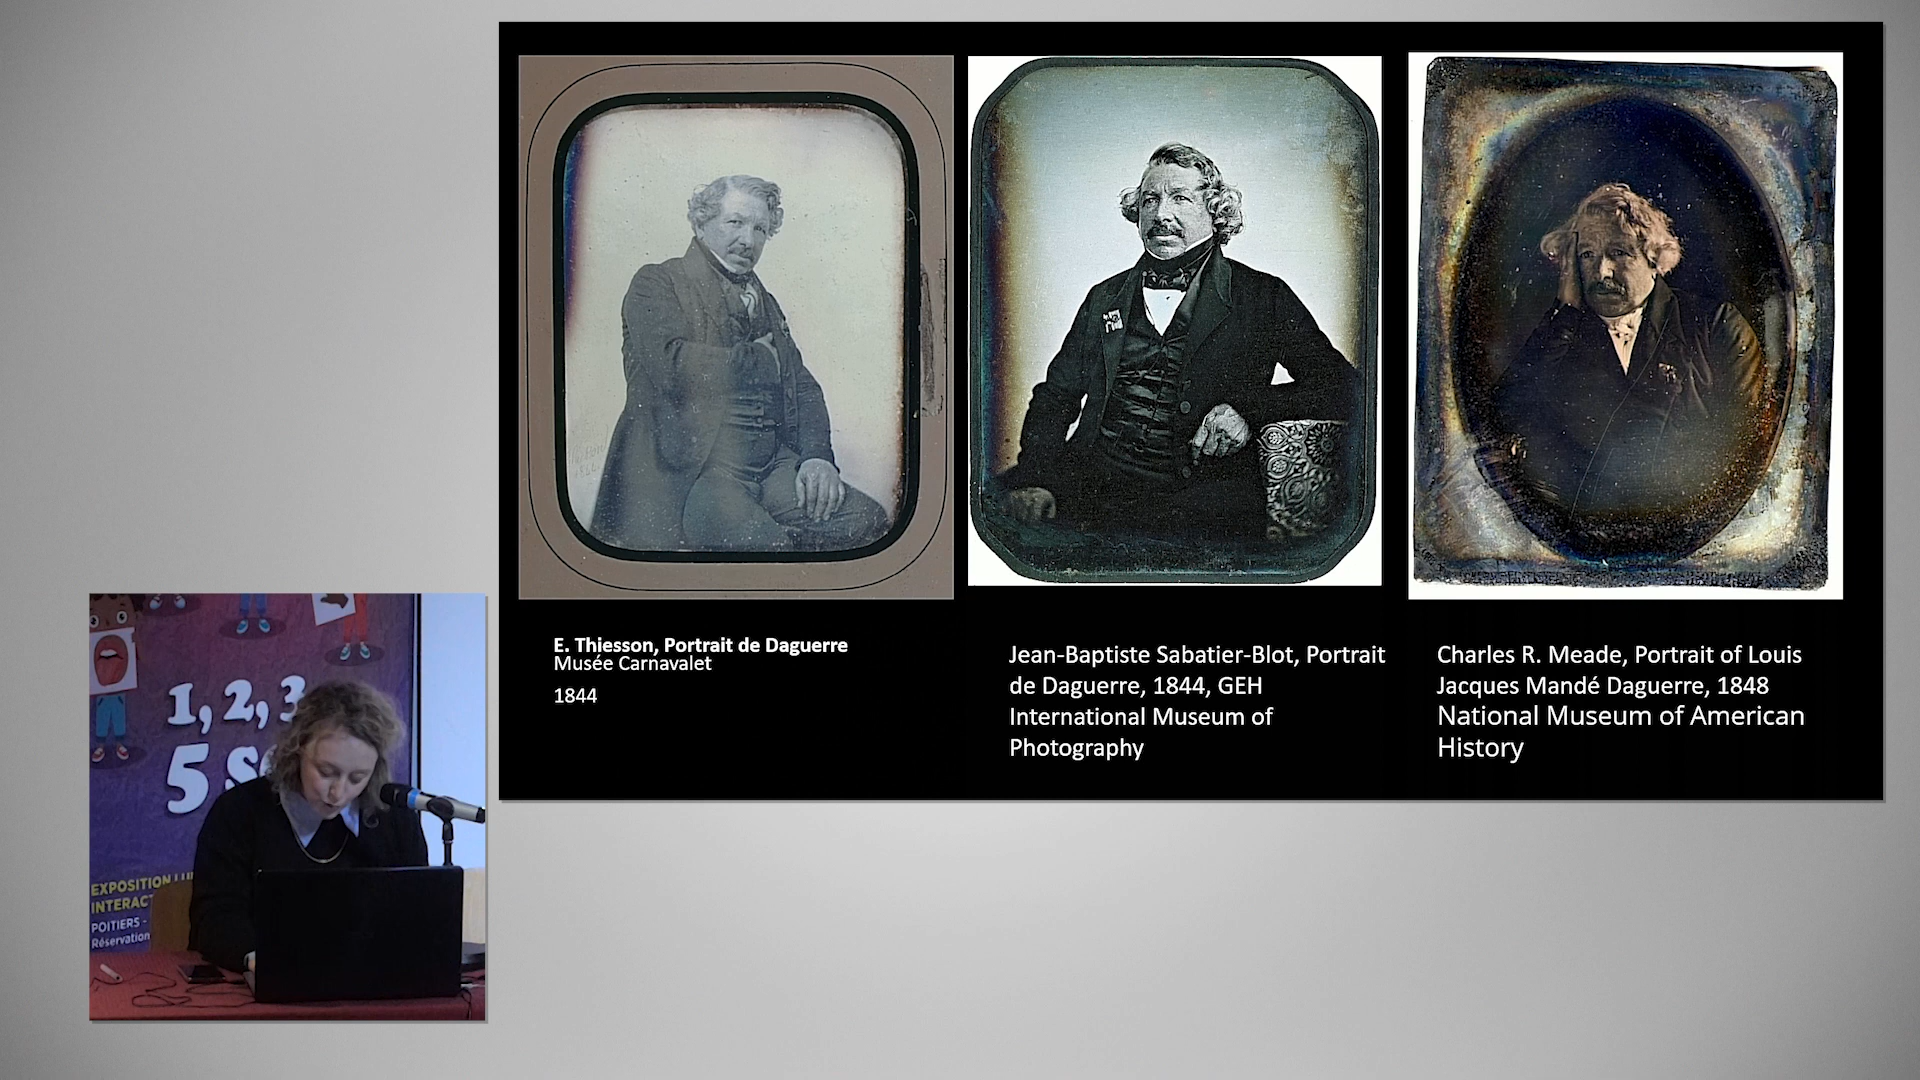 E. Thiesson, Portrait de Daguerre
Musée Carnavalet
1844
Jean-Baptiste Sabatier-Blot, Portrait
de Daguerre, 1844, GEH
International Museum of
Photography
Charles R. Meade, Portrait of Louis
Jacques Mandé Daguerre, 1848
National Museum of American
History
1, 2, 3
5
EXPOSITION
POITIERS -
Réservation